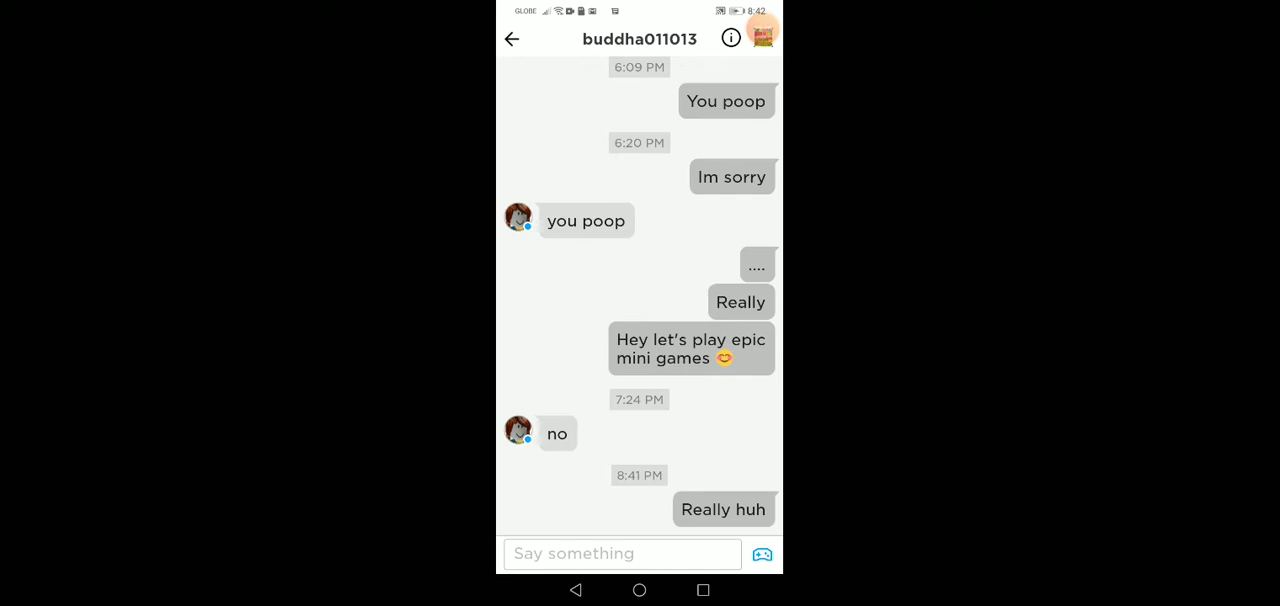 GLOBE 8:42
buddha011013
6:09 PM
You poop
6:20 PM
Im sorry
you poop
....
Really
Hey let's play epic
mini games 😊
7:24 PM
no
8:41 PM
Really huh
Say something